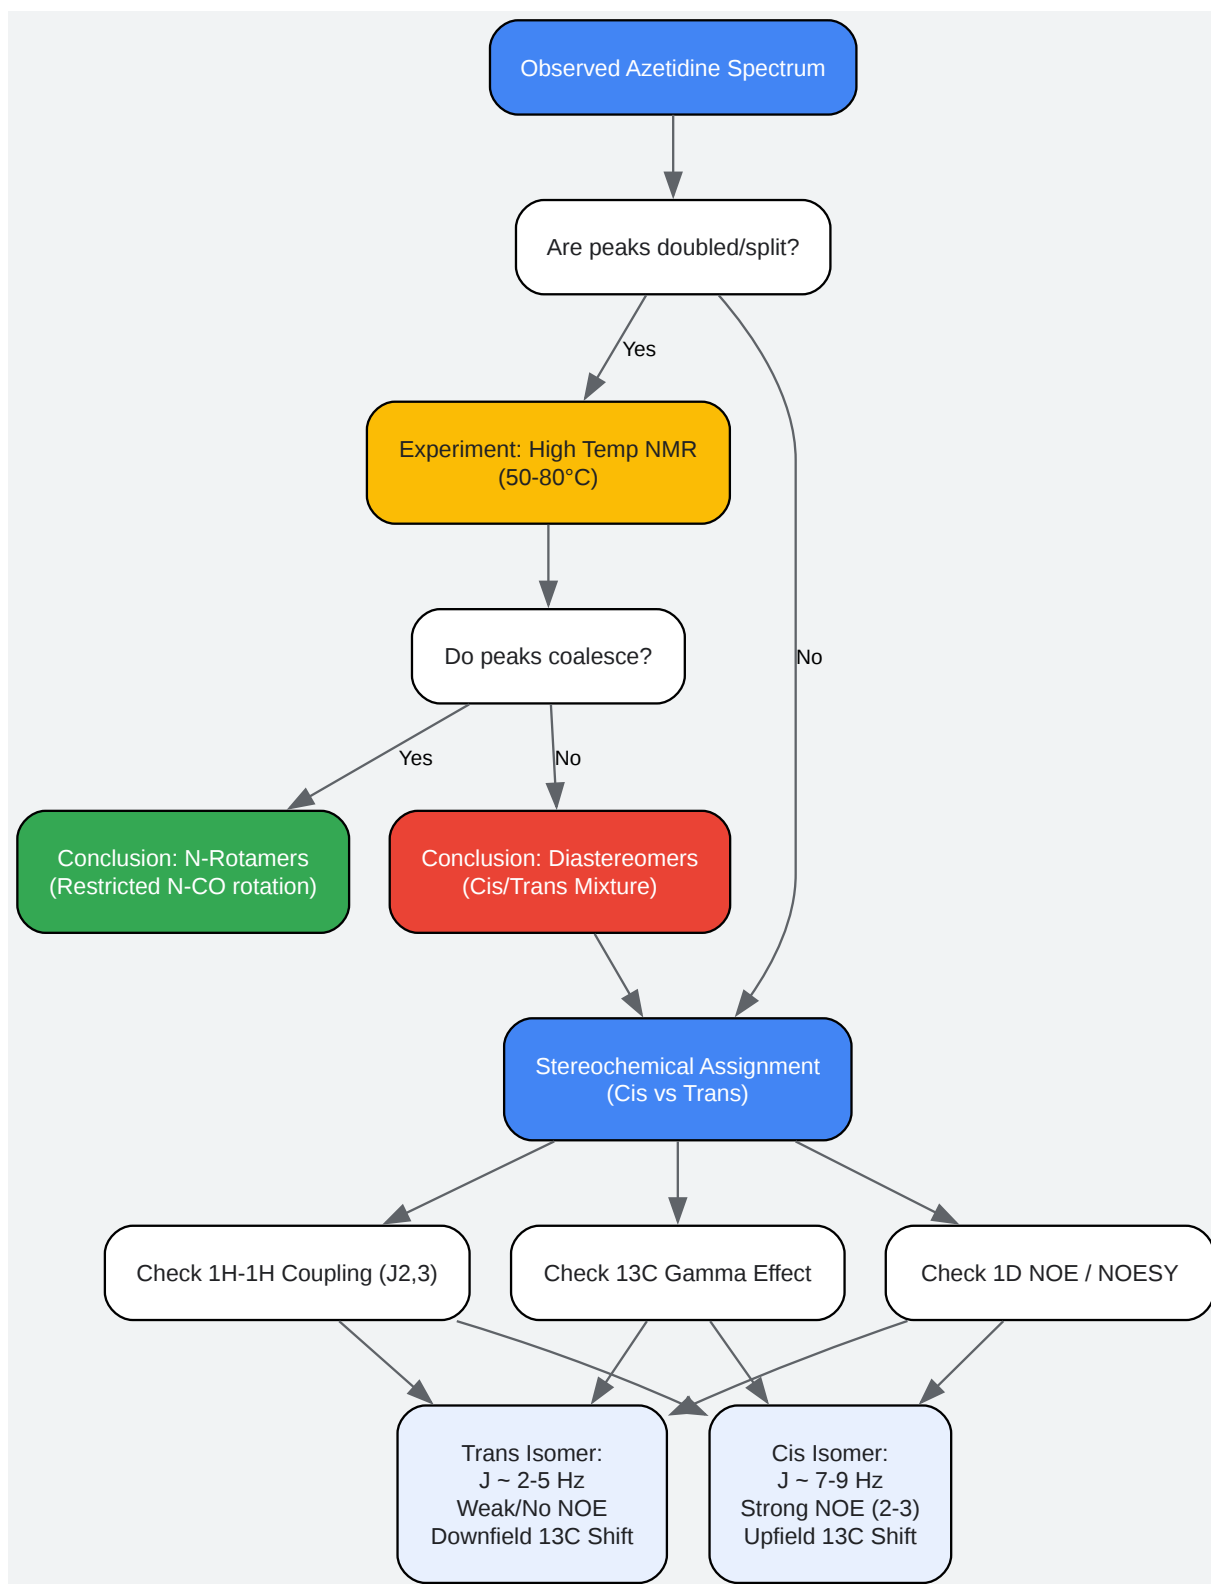 Observed Azetidine Spectrum
Are peaks doubled/split?
Yes
Experiment: High Temp NMR
(50-80°C)
Do peaks coalesce?
No
Yes
No
Conclusion: N-Rotamers
(Restricted N-CO rotation)
Conclusion: Diastereomers
(Cis/Trans Mixture)
Stereochemical Assignment
(Cis vs Trans)
Check 1H-1H Coupling (J2,3)
Check 13C Gamma Effect
Check 1D NOE / NOESY
Trans Isomer:
J ~ 2-5 Hz
Weak/No NOE
Downfield 13C Shift
Cis Isomer:
J ~ 7-9 Hz
Strong NOE (2-3)
Upfield 13C Shift